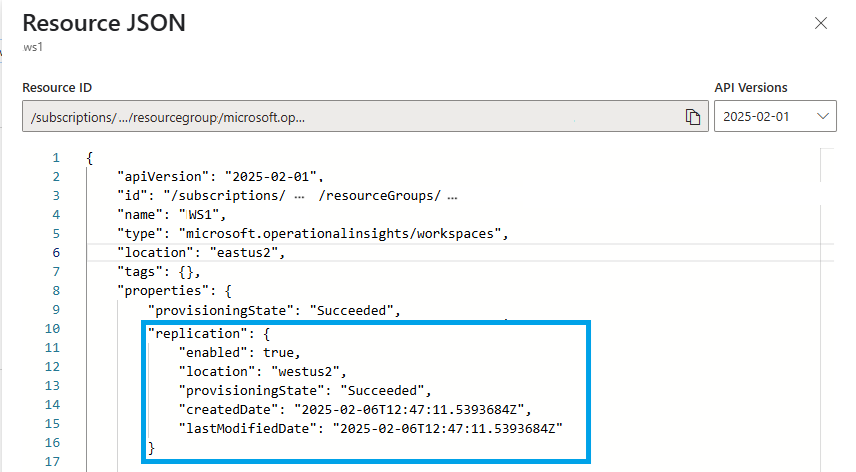 Resource JSON
ws1
Resource ID
API Versions
/subscriptions/ .../resourcegroup/microsoft.op...
2025-02-01
1 {
2 "apiVersion": "2025-02-01",
3 "id": "/subscriptions/ ... /resourceGroups/ ...
4 "name": "WS1",
5 "type": "microsoft.operationalinsights/workspaces",
6 "location": "eastus2",
7 "tags": {},
8 "properties": {
9 "provisioningState": "Succeeded",
10 "replication": {
11 "enabled": true,
12 "location": "westus2",
13 "provisioningState": "Succeeded",
14 "createdDate": "2025-02-06T12:47:11.5393684Z",
15 "lastModifiedDate": "2025-02-06T12:47:11.5393684Z"
16 }
17